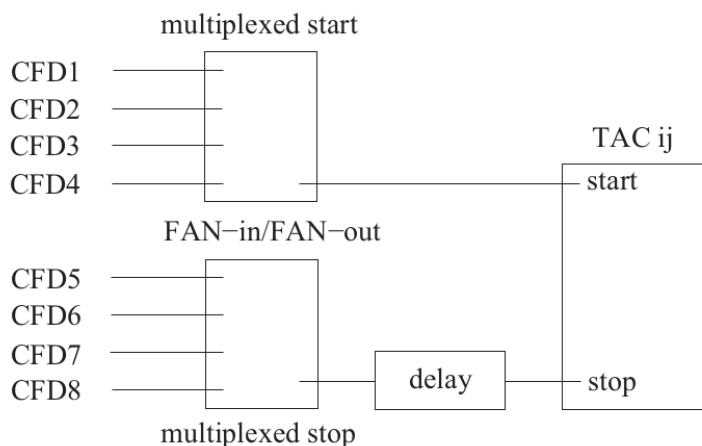 multiplexed start
CFD1
CFD2
CFD3
CFD4
TAC ij
start
FAN−in/FAN−out
CFD5
CFD6
CFD7
CFD8
delay
stop
multiplexed stop